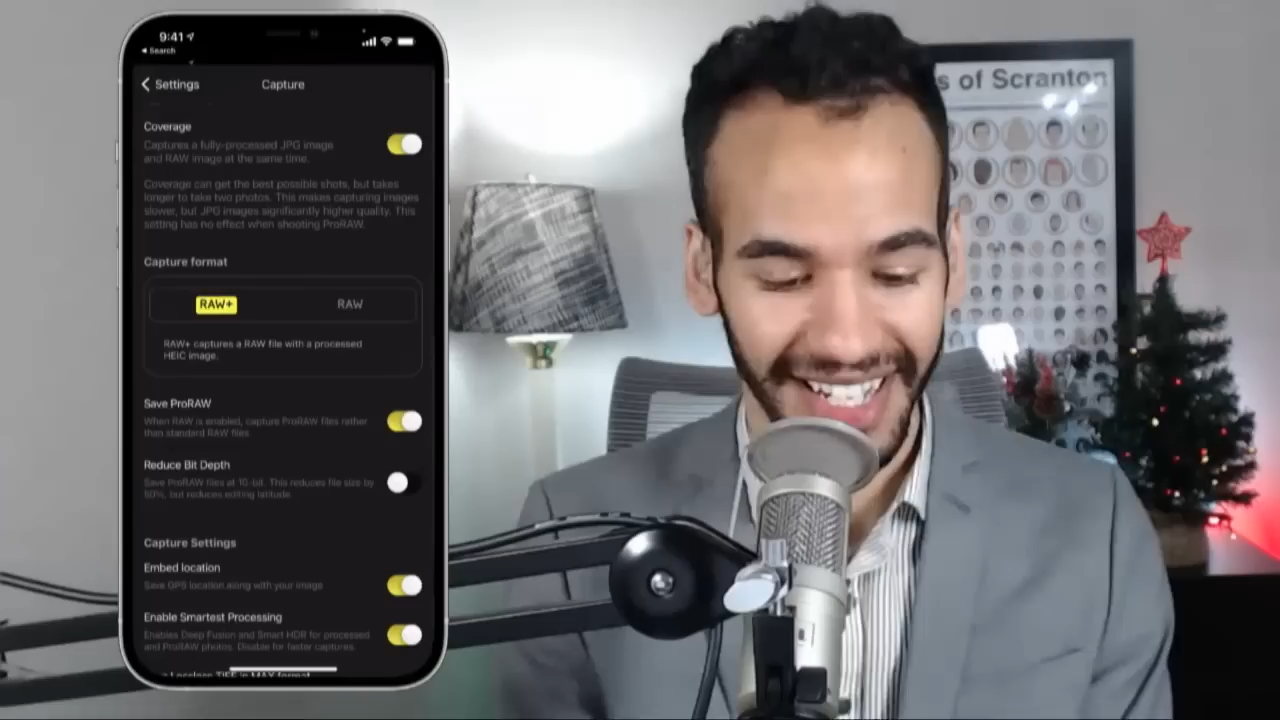 9:41
Search
Settings
Capture
Coverage
Captures a fully-processed JPG image
and RAW image at the same time.
Coverage can get the best possible shots, but takes
longer to take two photos. This makes capturing images
slower, but JPG images significantly higher quality. This
setting has no effect when shooting ProRAW.
Capture format
RAW+
RAW
RAW+ captures a RAW file with a processed
HEIC image.
Save ProRAW
When RAW is enabled, capture ProRAW files rather
than standard RAW files.
Reduce Bit Depth
Save ProRAW files at 10-bit. This reduces file size by
50%, but reduces editing latitude.
Capture Settings
Embed location
Save GPS location along with your image
Enable Smartest Processing
Enables Deep Fusion and Smart HDR for processed
and ProRAW photos. Disable for faster captures.
Lossless TIFF in MAX format
s of Scranton